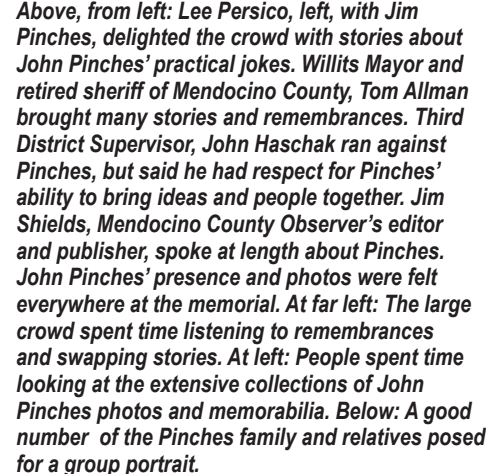 Above, from left: Lee Persico, left, with Jim
Pinches, delighted the crowd with stories about
John Pinches' practical jokes. Willits Mayor and
retired sheriff of Mendocino County, Tom Allman
brought many stories and remembrances. Third
District Supervisor, John Haschak ran against
Pinches, but said he had respect for Pinches'
ability to bring ideas and people together. Jim
Shields, Mendocino County Observer's editor
and publisher, spoke at length about Pinches.
John Pinches' presence and photos were felt
everywhere at the memorial. At far left: The large
crowd spent time listening to remembrances
and swapping stories. At left: People spent time
looking at the extensive collections of John
Pinches photos and memorabilia. Below: A good
number  of the Pinches family and relatives posed
for a group portrait.